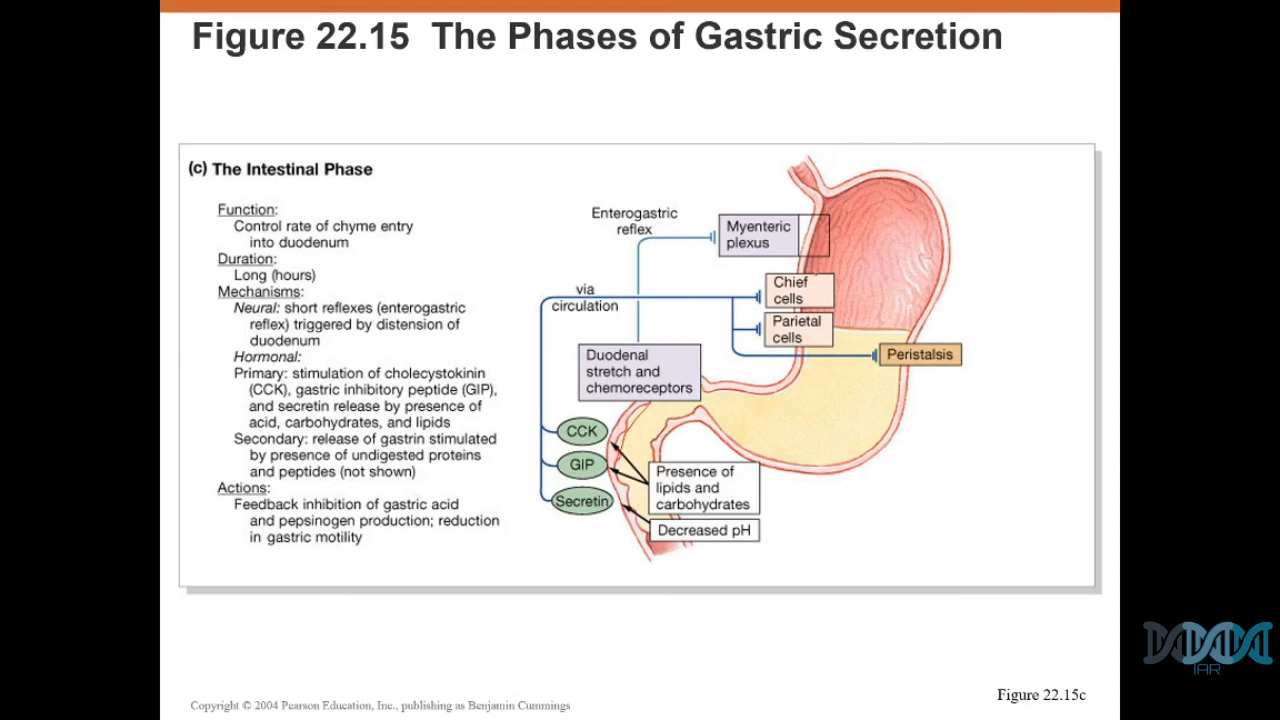 Figure 22.15 The Phases of Gastric Secretion
(c) The Intestinal Phase
Function:
Control rate of chyme entry
into duodenum
Duration:
Long (hours)
Mechanisms:
Neural: short reflexes (enterogastric
reflex) triggered by distension of
duodenum
Hormonal:
Primary: stimulation of cholecystokinin
(CCK), gastric inhibitory peptide (GIP),
and secretin release by presence of
acid, carbohydrates, and lipids
Secondary: release of gastrin stimulated
by presence of undigested proteins
and peptides (not shown)
Actions:
Feedback inhibition of gastric acid
and pepsinogen production; reduction
in gastric motility
Enterogastric
reflex
Myenteric
plexus
via
circulation
Chief
cells
Parietal
cells
Peristalsis
Duodenal
stretch and
chemoreceptors
CCK
GIP
Secretin
Presence of
lipids and
carbohydrates
Decreased pH
IAR
Figure 22.15c
Copyright © 2004 Pearson Education, Inc., publishing as Benjamin Cummings